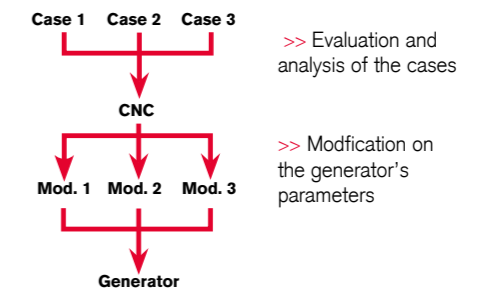 Case 1 Case 2 Case 3
>> Evaluation and
analysis of the cases
CNC
>> Modfication on
the generator's
parameters
Mod. 1 Mod. 2 Mod. 3
Generator